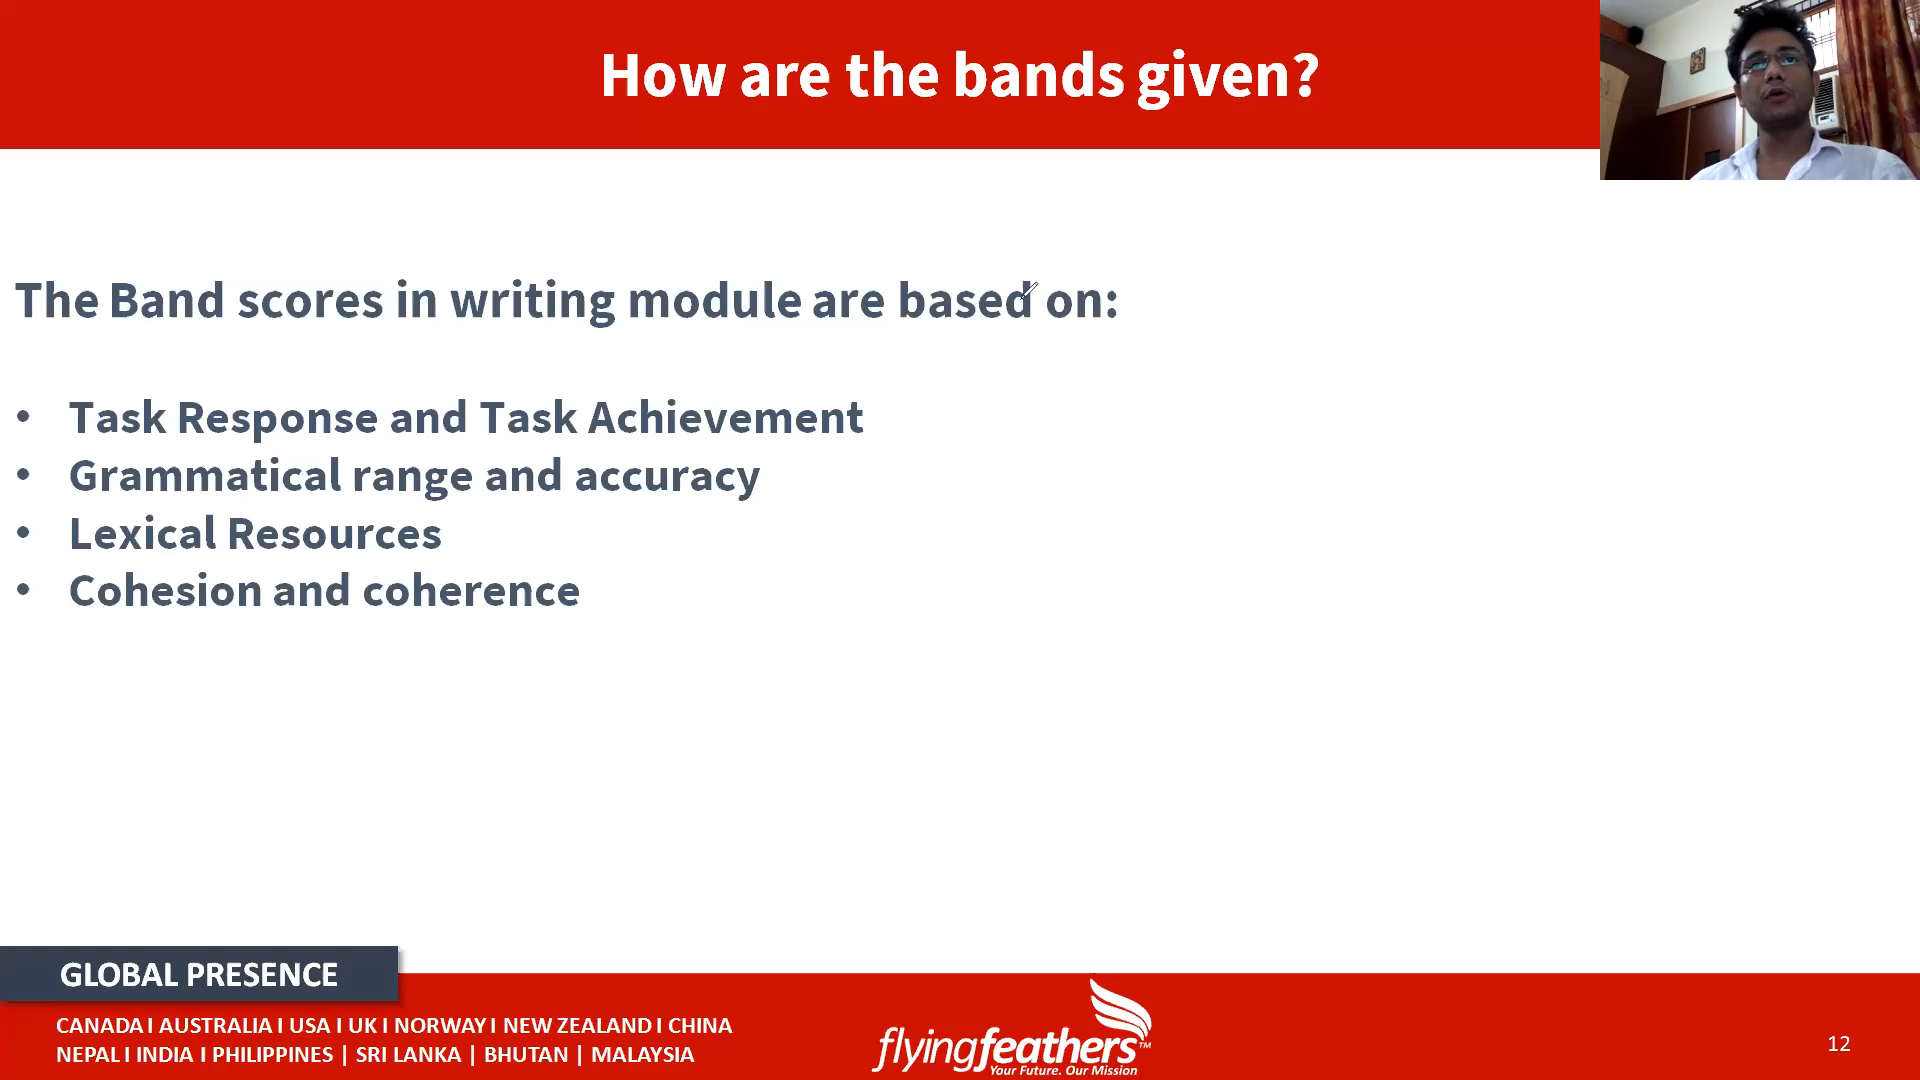 How are the bands given?
The Band scores in writing module are based on:
• Task Response and Task Achievement
• Grammatical range and accuracy
• Lexical Resources
• Cohesion and coherence
GLOBAL PRESENCE
CANADA I AUSTRALIA I USA I UK I NORWAY I NEW ZEALAND I CHINA
NEPAL I INDIA I PHILIPPINES | SRI LANKA | BHUTAN | MALAYSIA
flyingfeathers™
Your Future. Our Mission
12